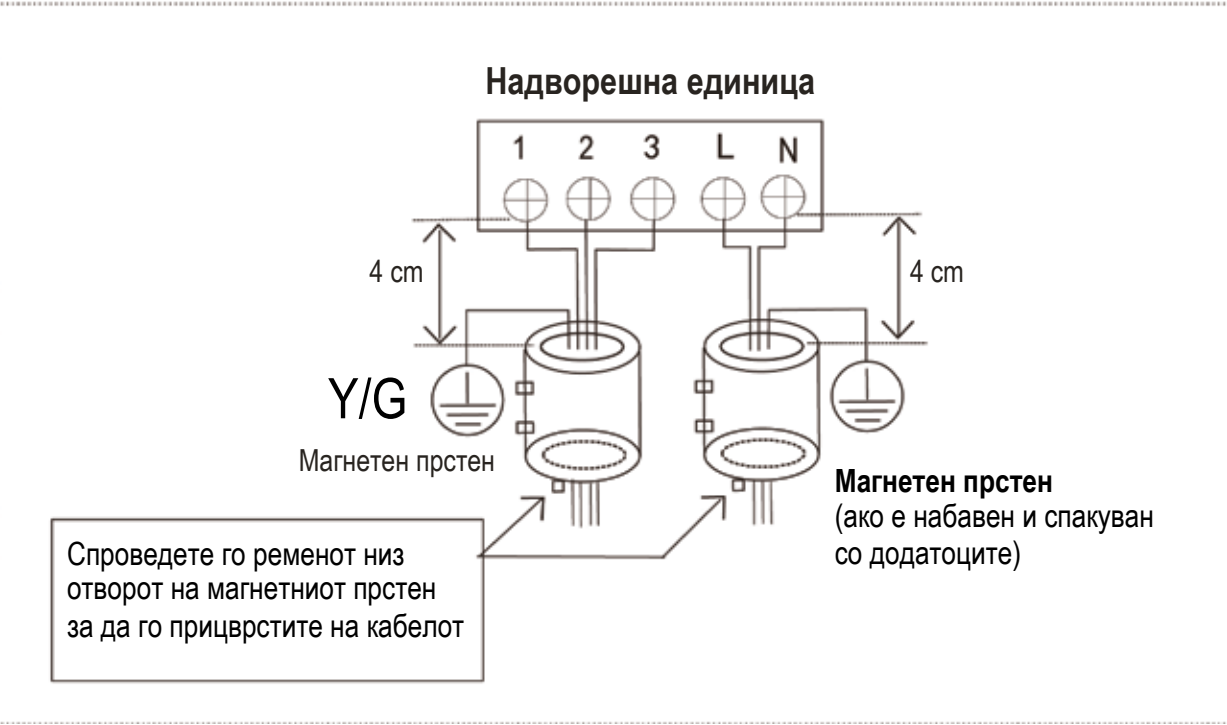 Надворешна единица
1 2 3 L N
4 cm
4 cm
Y/G
Магнетен прстен
Магнетен прстен
(ако е набавен и спакуван
со додатоците)
Спроведете го ременот низ
отворот на магнетниот прстен
за да го прицврстите на кабелот